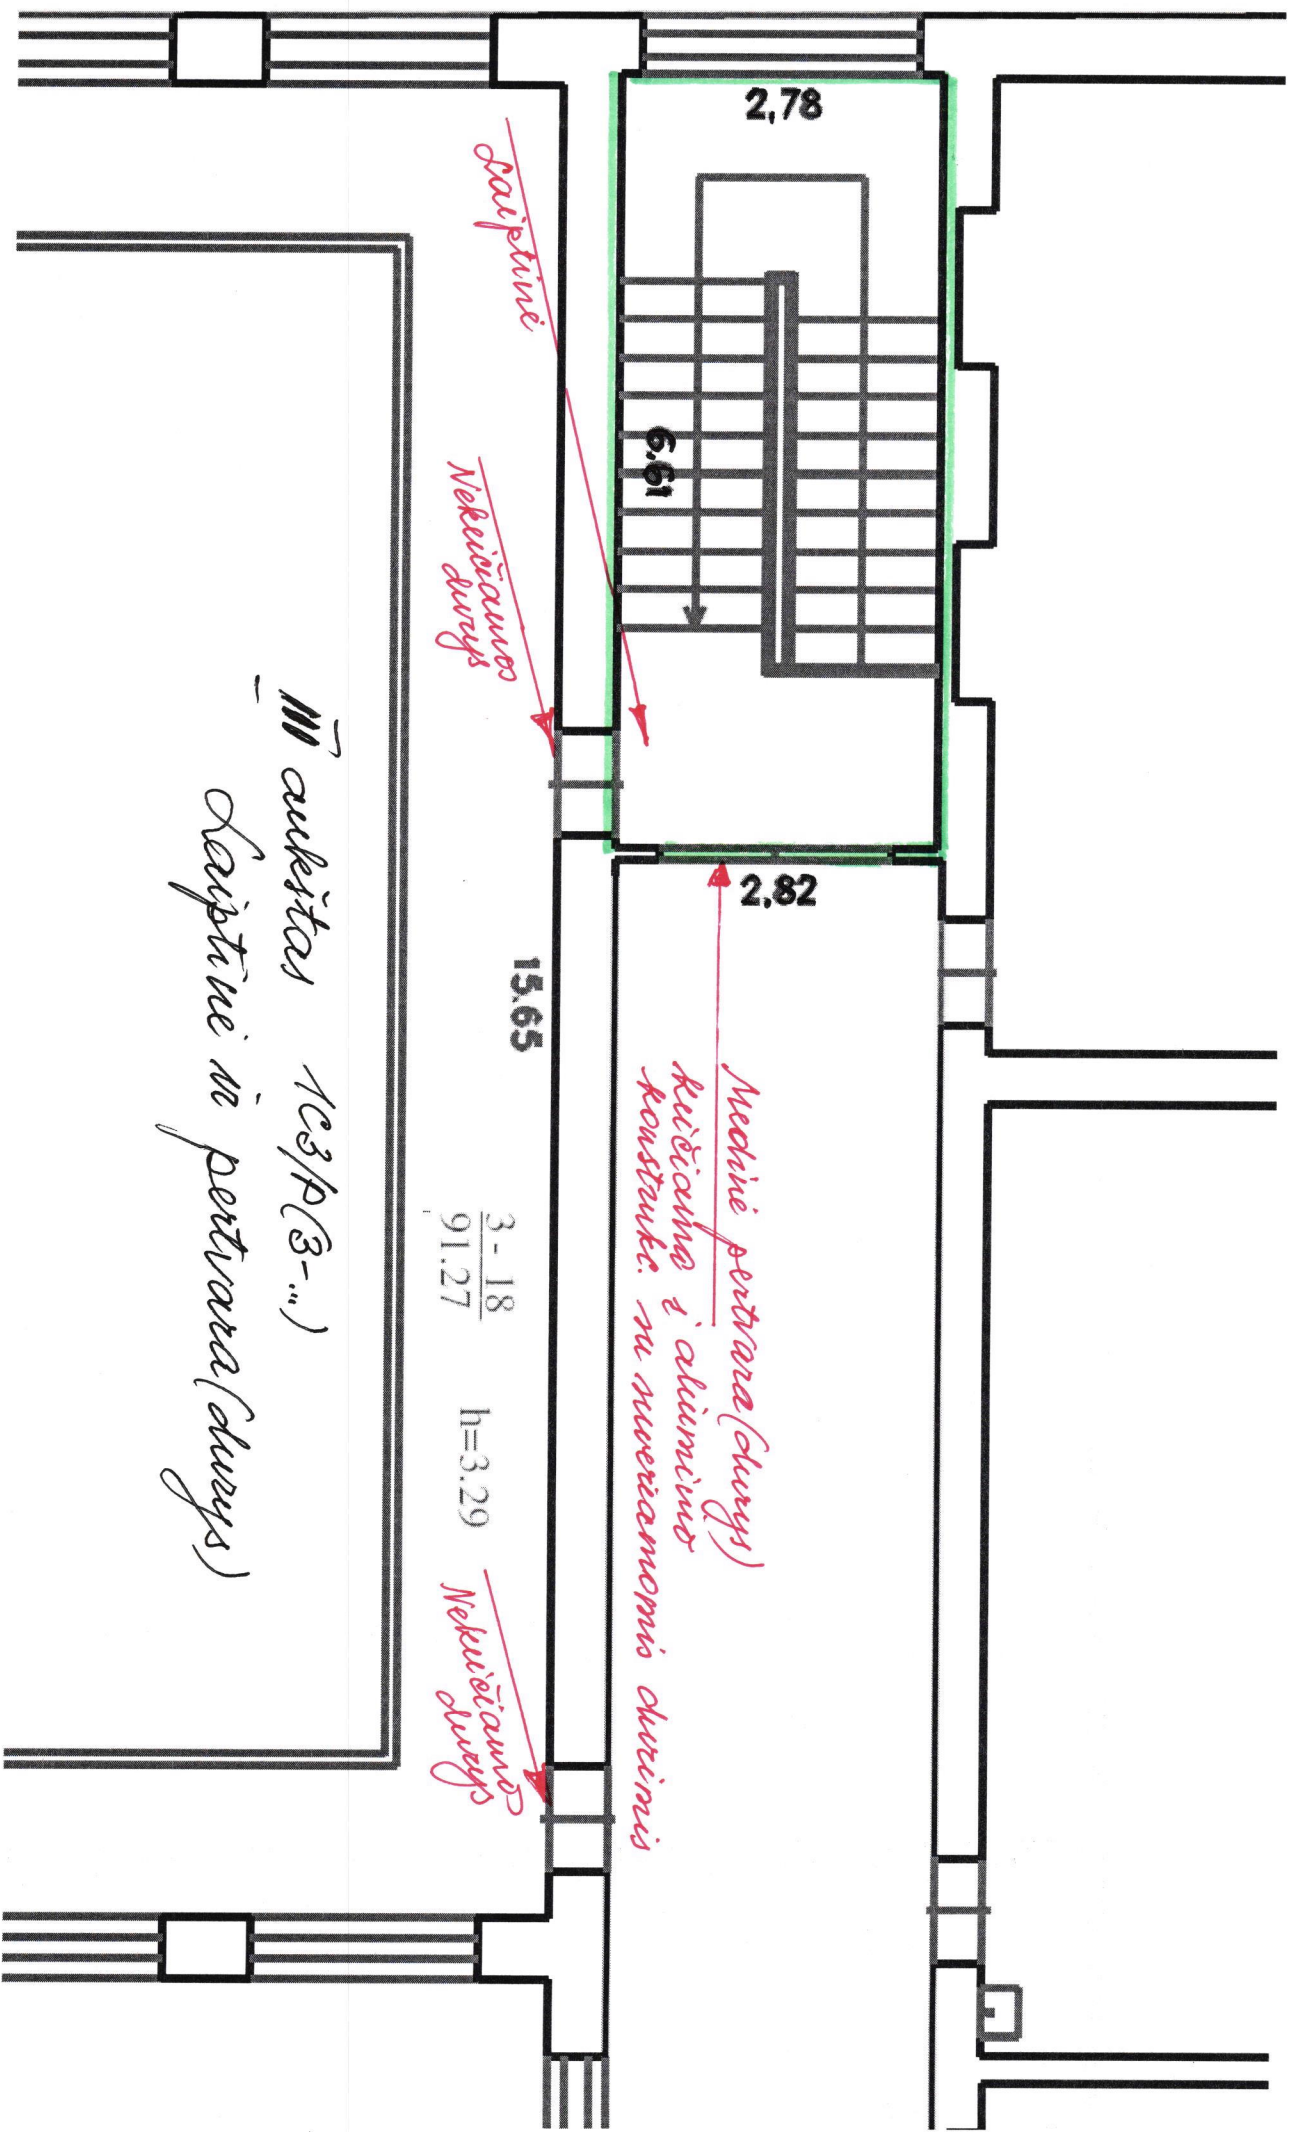 2,78
6.61
Laiptinė
Nekeičiamos
durys
2,82
15.65
Medinė pertvara (durys)
keičiama į aliuminio
konstrukc. su suveriamomis durimis
3-18
91.27
h=3.29
Nekeičiamos
durys
III aukštas 1C3/P(3-...)
Laiptinė ir pertvara (durys)